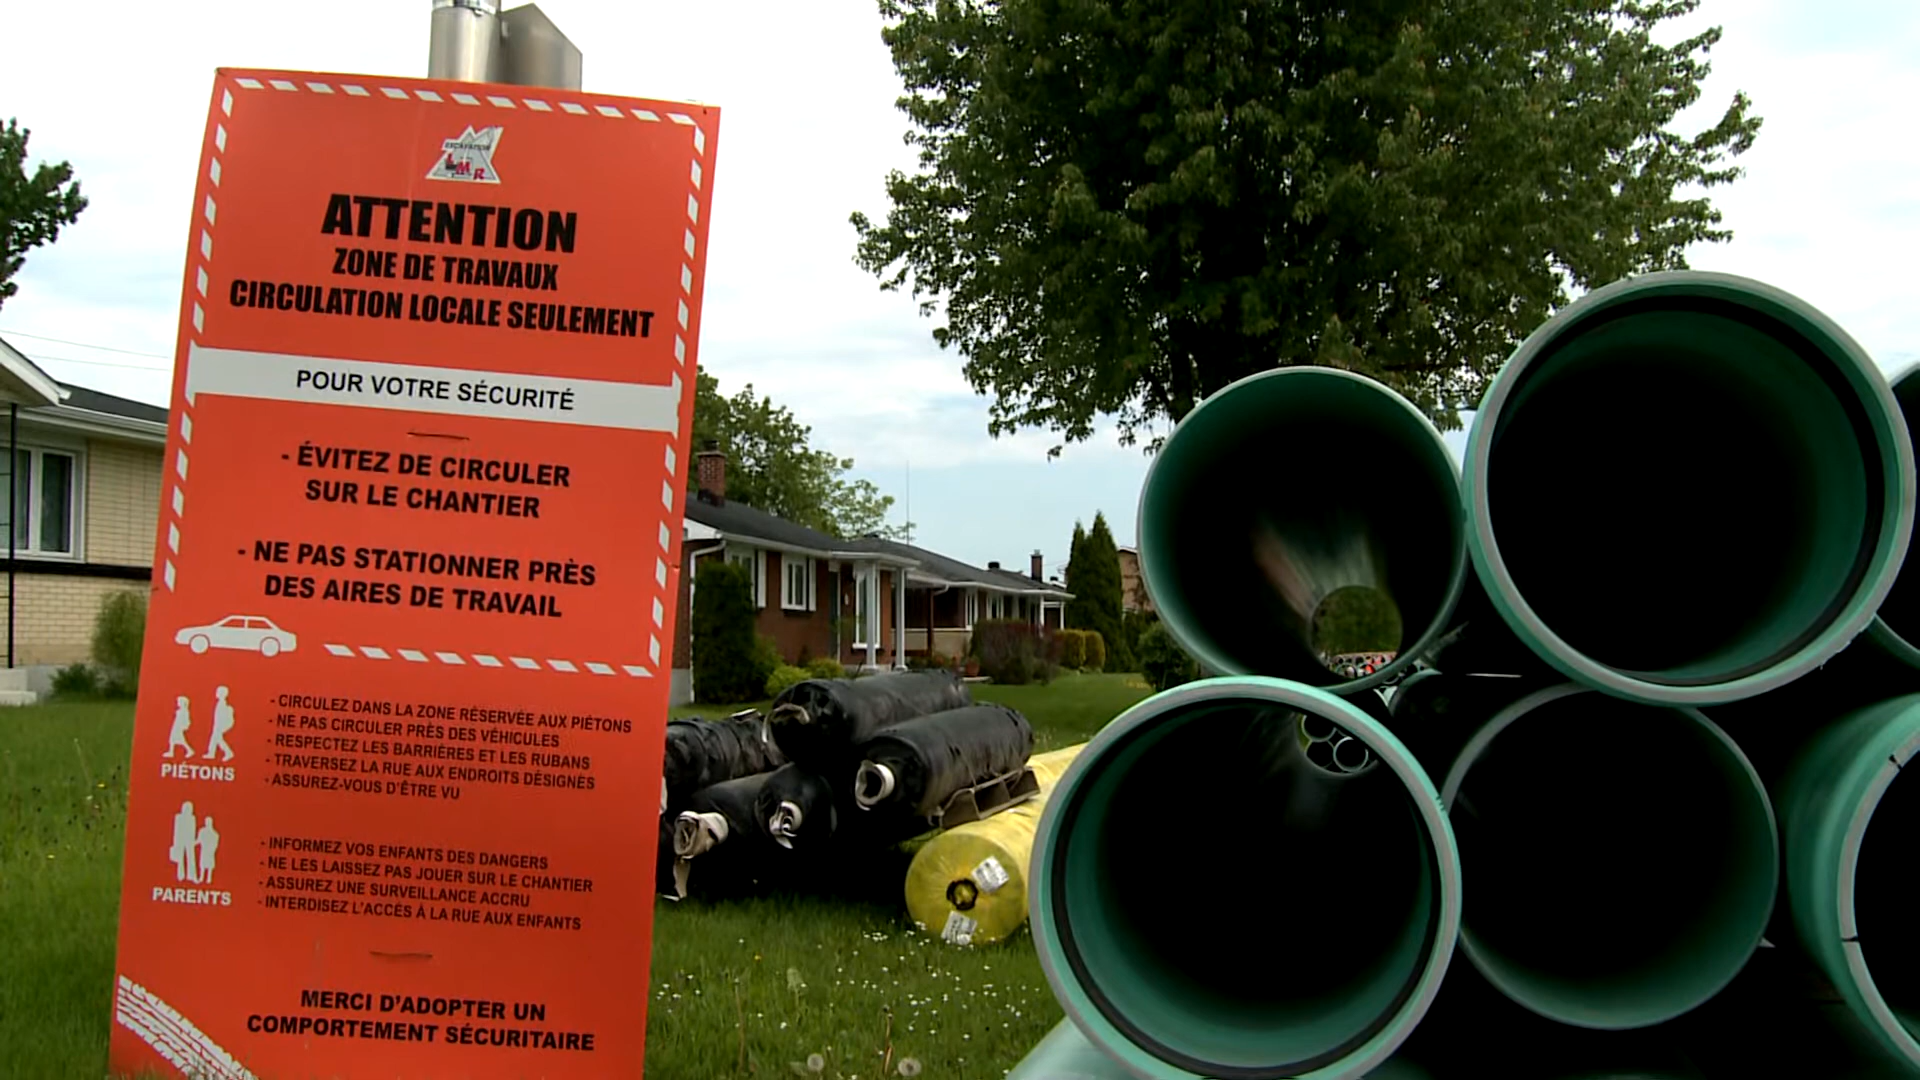 EXCAVATION
LMR
ATTENTION
ZONE DE TRAVAUX
CIRCULATION LOCALE SEULEMENT
POUR VOTRE SÉCURITÉ
- ÉVITEZ DE CIRCULER
SUR LE CHANTIER
- NE PAS STATIONNER PRÈS
DES AIRES DE TRAVAIL
- CIRCULEZ DANS LA ZONE RÉSERVÉE AUX PIÉTONS
- NE PAS CIRCULER PRÈS DES VÉHICULES
- RESPECTEZ LES BARRIÈRES ET LES RUBANS
- TRAVERSEZ LA RUE AUX ENDROITS DÉSIGNÉS
- ASSUREZ-VOUS D'ÊTRE VU
PIÉTONS
- INFORMEZ VOS ENFANTS DES DANGERS
- NE LES LAISSEZ PAS JOUER SUR LE CHANTIER
- ASSUREZ UNE SURVEILLANCE ACCRU
- INTERDISEZ L'ACCÈS À LA RUE AUX ENFANTS
PARENTS
MERCI D'ADOPTER UN
COMPORTEMENT SÉCURITAIRE